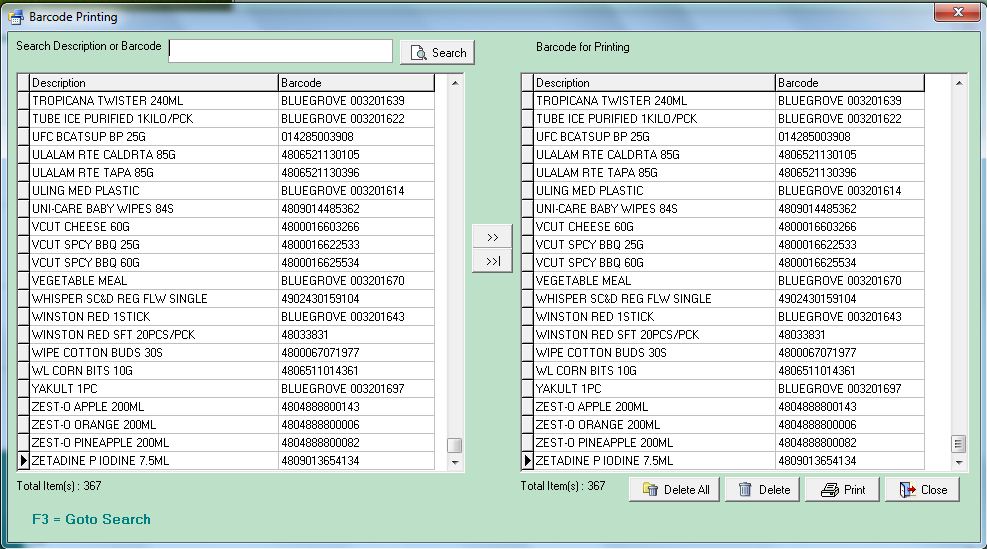 Barcode Printing
Search Description or Barcode
Search
Barcode for Printing
Description Barcode
TROPICANA TWISTER 240ML BLUEGROVE 003201639
TUBE ICE PURIFIED 1KILO/PCK BLUEGROVE 003201622
UFC BCATSUP BP 25G 014285003908
ULALAM RTE CALDRTA 85G 4806521130105
ULALAM RTE TAPA 85G 4806521130396
ULING MED PLASTIC BLUEGROVE 003201614
UNI-CARE BABY WIPES 84S 4809014485362
VCUT CHEESE 60G 4800016603266
VCUT SPCY BBQ 25G 4800016622533
VCUT SPCY BBQ 60G 4800016625534
VEGETABLE MEAL BLUEGROVE 003201670
WHISPER SC&D REG FLW SINGLE 4902430159104
WINSTON RED 1STICK BLUEGROVE 003201643
WINSTON RED SFT 20PCS/PCK 48033831
WIPE COTTON BUDS 30S 4800067071977
WL CORN BITS 10G 4806511014361
YAKULT 1PC BLUEGROVE 003201697
ZEST-O APPLE 200ML 4804888800143
ZEST-O ORANGE 200ML 4804888800006
ZEST-O PINEAPPLE 200ML 4804888800082
ZETADINE P IODINE 7.5ML 4809013654134
Total Item(s) : 367
F3 = Goto Search
>>
>>|
Description Barcode
TROPICANA TWISTER 240ML BLUEGROVE 003201639
TUBE ICE PURIFIED 1KILO/PCK BLUEGROVE 003201622
UFC BCATSUP BP 25G 014285003908
ULALAM RTE CALDRTA 85G 4806521130105
ULALAM RTE TAPA 85G 4806521130396
ULING MED PLASTIC BLUEGROVE 003201614
UNI-CARE BABY WIPES 84S 4809014485362
VCUT CHEESE 60G 4800016603266
VCUT SPCY BBQ 25G 4800016622533
VCUT SPCY BBQ 60G 4800016625534
VEGETABLE MEAL BLUEGROVE 003201670
WHISPER SC&D REG FLW SINGLE 4902430159104
WINSTON RED 1STICK BLUEGROVE 003201643
WINSTON RED SFT 20PCS/PCK 48033831
WIPE COTTON BUDS 30S 4800067071977
WL CORN BITS 10G 4806511014361
YAKULT 1PC BLUEGROVE 003201697
ZEST-O APPLE 200ML 4804888800143
ZEST-O ORANGE 200ML 4804888800006
ZEST-O PINEAPPLE 200ML 4804888800082
ZETADINE P IODINE 7.5ML 4809013654134
Total Item(s) : 367
Delete All
Delete
Print
Close